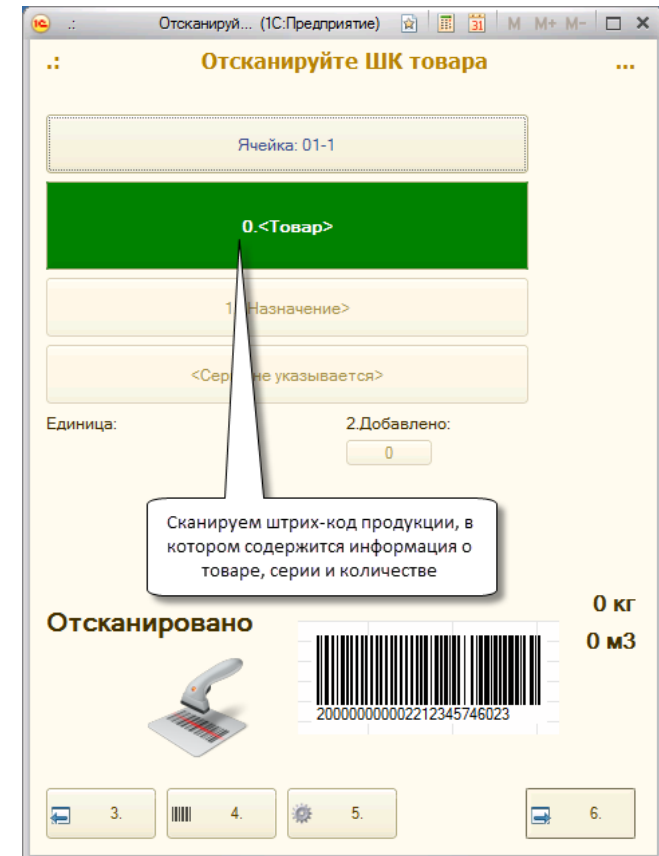 .: Отсканируй... (1С:Предприятие) M M+ M-
.: Отсканируйте ШК товара ...
Ячейка: 01-1
0.<Товар>
1. Назначение>
<Сер не указывается>
Единица: 2.Добавлено:
0
Сканируем штрих-код продукции, в
котором содержится информация о
товаре, серии и количестве
0 кг
Отсканировано
0 м3
200000000002212345746023
3. 4. 5. 6.